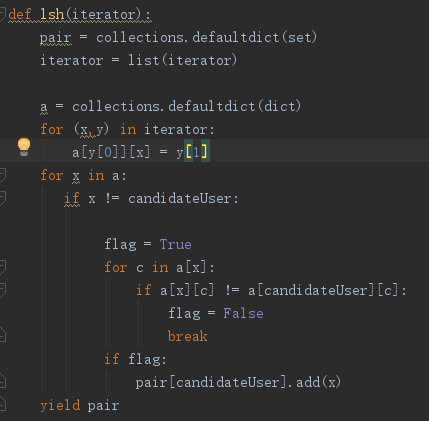 def lsh(iterator):
    pair = collections.defaultdict(set)
    iterator = list(iterator)
    a = collections.defaultdict(dict)
    for (x,y) in iterator:
        a[y[0]][x] = y[1]
    for x in a:
        if x != candidateUser:
            flag = True
            for c in a[x]:
                if a[x][c] != a[candidateUser][c]:
                    flag = False
                    break
            if flag:
                pair[candidateUser].add(x)
    yield pair